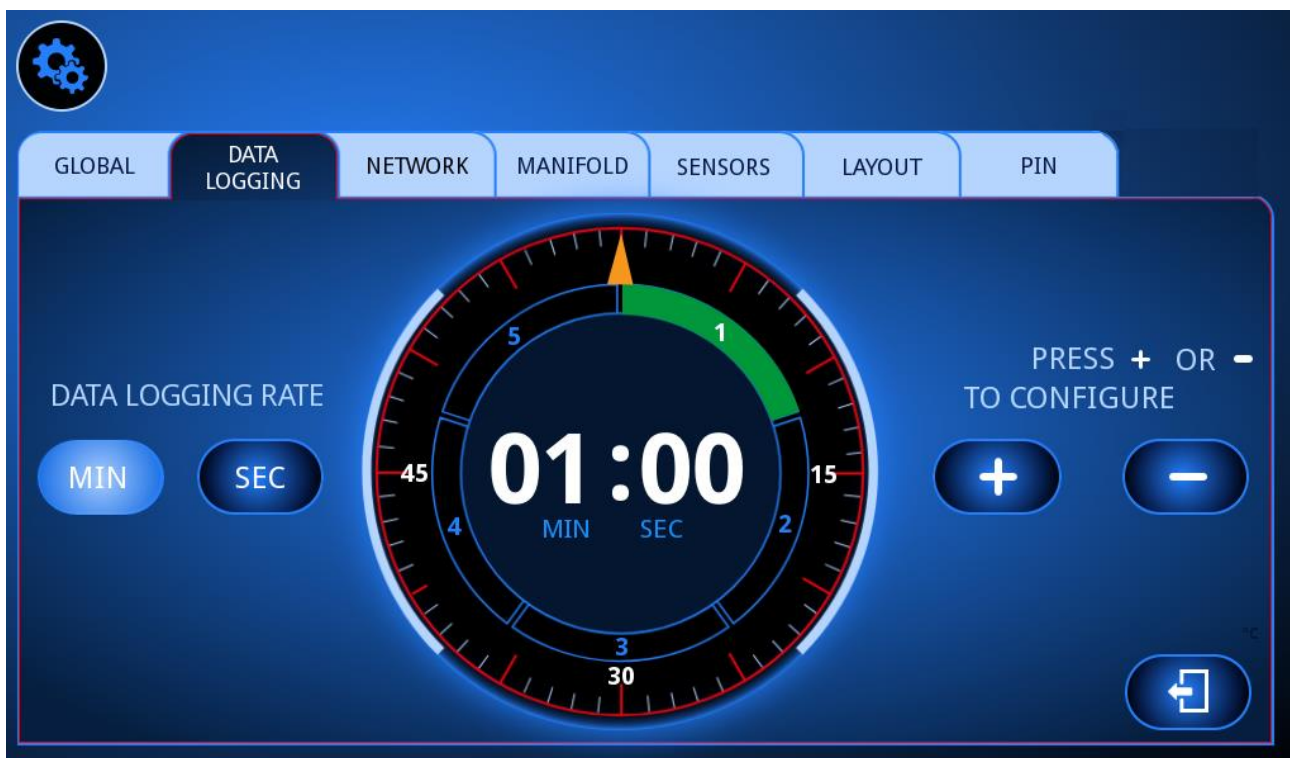 GLOBAL
DATA
LOGGING
NETWORK
MANIFOLD
SENSORS
LAYOUT
PIN
DATA LOGGING RATE
MIN
SEC
5
1
45
01:00
15
MIN SEC
4
2
3
30
PRESS + OR -
TO CONFIGURE
+
-
°C